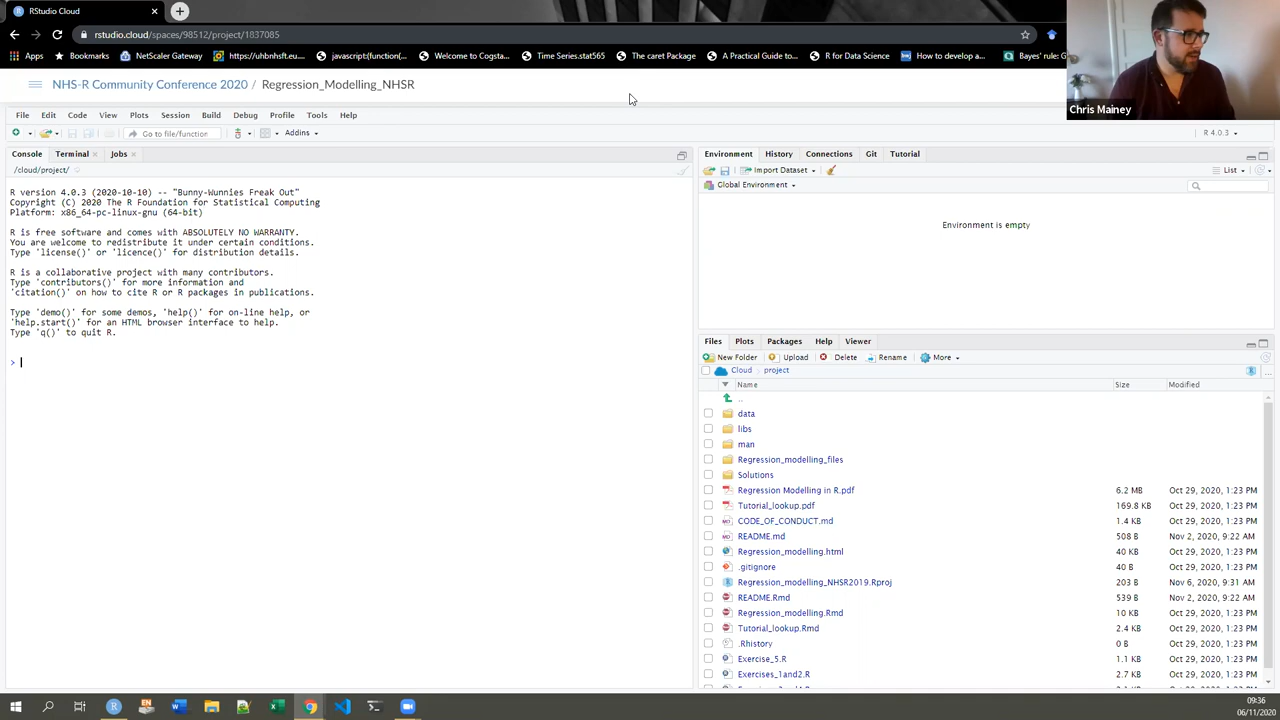 RStudio Cloud
rstudio.cloud/spaces/98512/project/1837085
Apps Bookmarks NetScaler Gateway https://uhbnhsft.eu... javascript(function(... Welcome to Cogsta... Time Series.stat565 The caret Package A Practical Guide to... R for Data Science How to develop a... Bayes' rule: G
Chris Mainey
NHS-R Community Conference 2020 / Regression_Modelling_NHSR
File Edit Code View Plots Session Build Debug Profile Tools Help
Go to file/function Addins R 4.0.3
Console Terminal Jobs
/cloud/project/
R version 4.0.3 (2020-10-10) -- "Bunny-Wunnies Freak Out"
Copyright (C) 2020 The R Foundation for Statistical Computing
Platform: x86_64-pc-linux-gnu (64-bit)
R is free software and comes with ABSOLUTELY NO WARRANTY.
You are welcome to redistribute it under certain conditions.
Type 'license()' or 'licence()' for distribution details.
R is a collaborative project with many contributors.
Type 'contributors()' for more information and
'citation()' on how to cite R or R packages in publications.
Type 'demo()' for some demos, 'help()' for on-line help, or
'help.start()' for an HTML browser interface to help.
Type 'q()' to quit R.
>
Environment History Connections Git Tutorial
Import Dataset List
Global Environment
Environment is empty
Files Plots Packages Help Viewer
New Folder Upload Delete Rename More
Cloud project
Name Size Modified
..
data
libs
man
Regression_modelling_files
Solutions
Regression Modelling in R.pdf 6.2 MB Oct 29, 2020, 1:23 PM
Tutorial_lookup.pdf 169.8 KB Oct 29, 2020, 1:23 PM
CODE_OF_CONDUCT.md 1.4 KB Oct 29, 2020, 1:23 PM
README.md 508 B Nov 2, 2020, 9:22 AM
Regression_modelling.html 40 KB Oct 29, 2020, 1:23 PM
.gitignore 40 B Oct 29, 2020, 1:23 PM
Regression_modelling_NHSR2019.Rproj 203 B Nov 6, 2020, 9:31 AM
README.Rmd 539 B Nov 2, 2020, 9:22 AM
Regression_modelling.Rmd 10 KB Oct 29, 2020, 1:23 PM
Tutorial_lookup.Rmd 2.4 KB Oct 29, 2020, 1:23 PM
.Rhistory 0 B Oct 29, 2020, 1:23 PM
Exercise_5.R 1.1 KB Oct 29, 2020, 1:23 PM
Exercises_1and2.R 2.7 KB Oct 29, 2020, 1:23 PM
09:36
06/11/2020